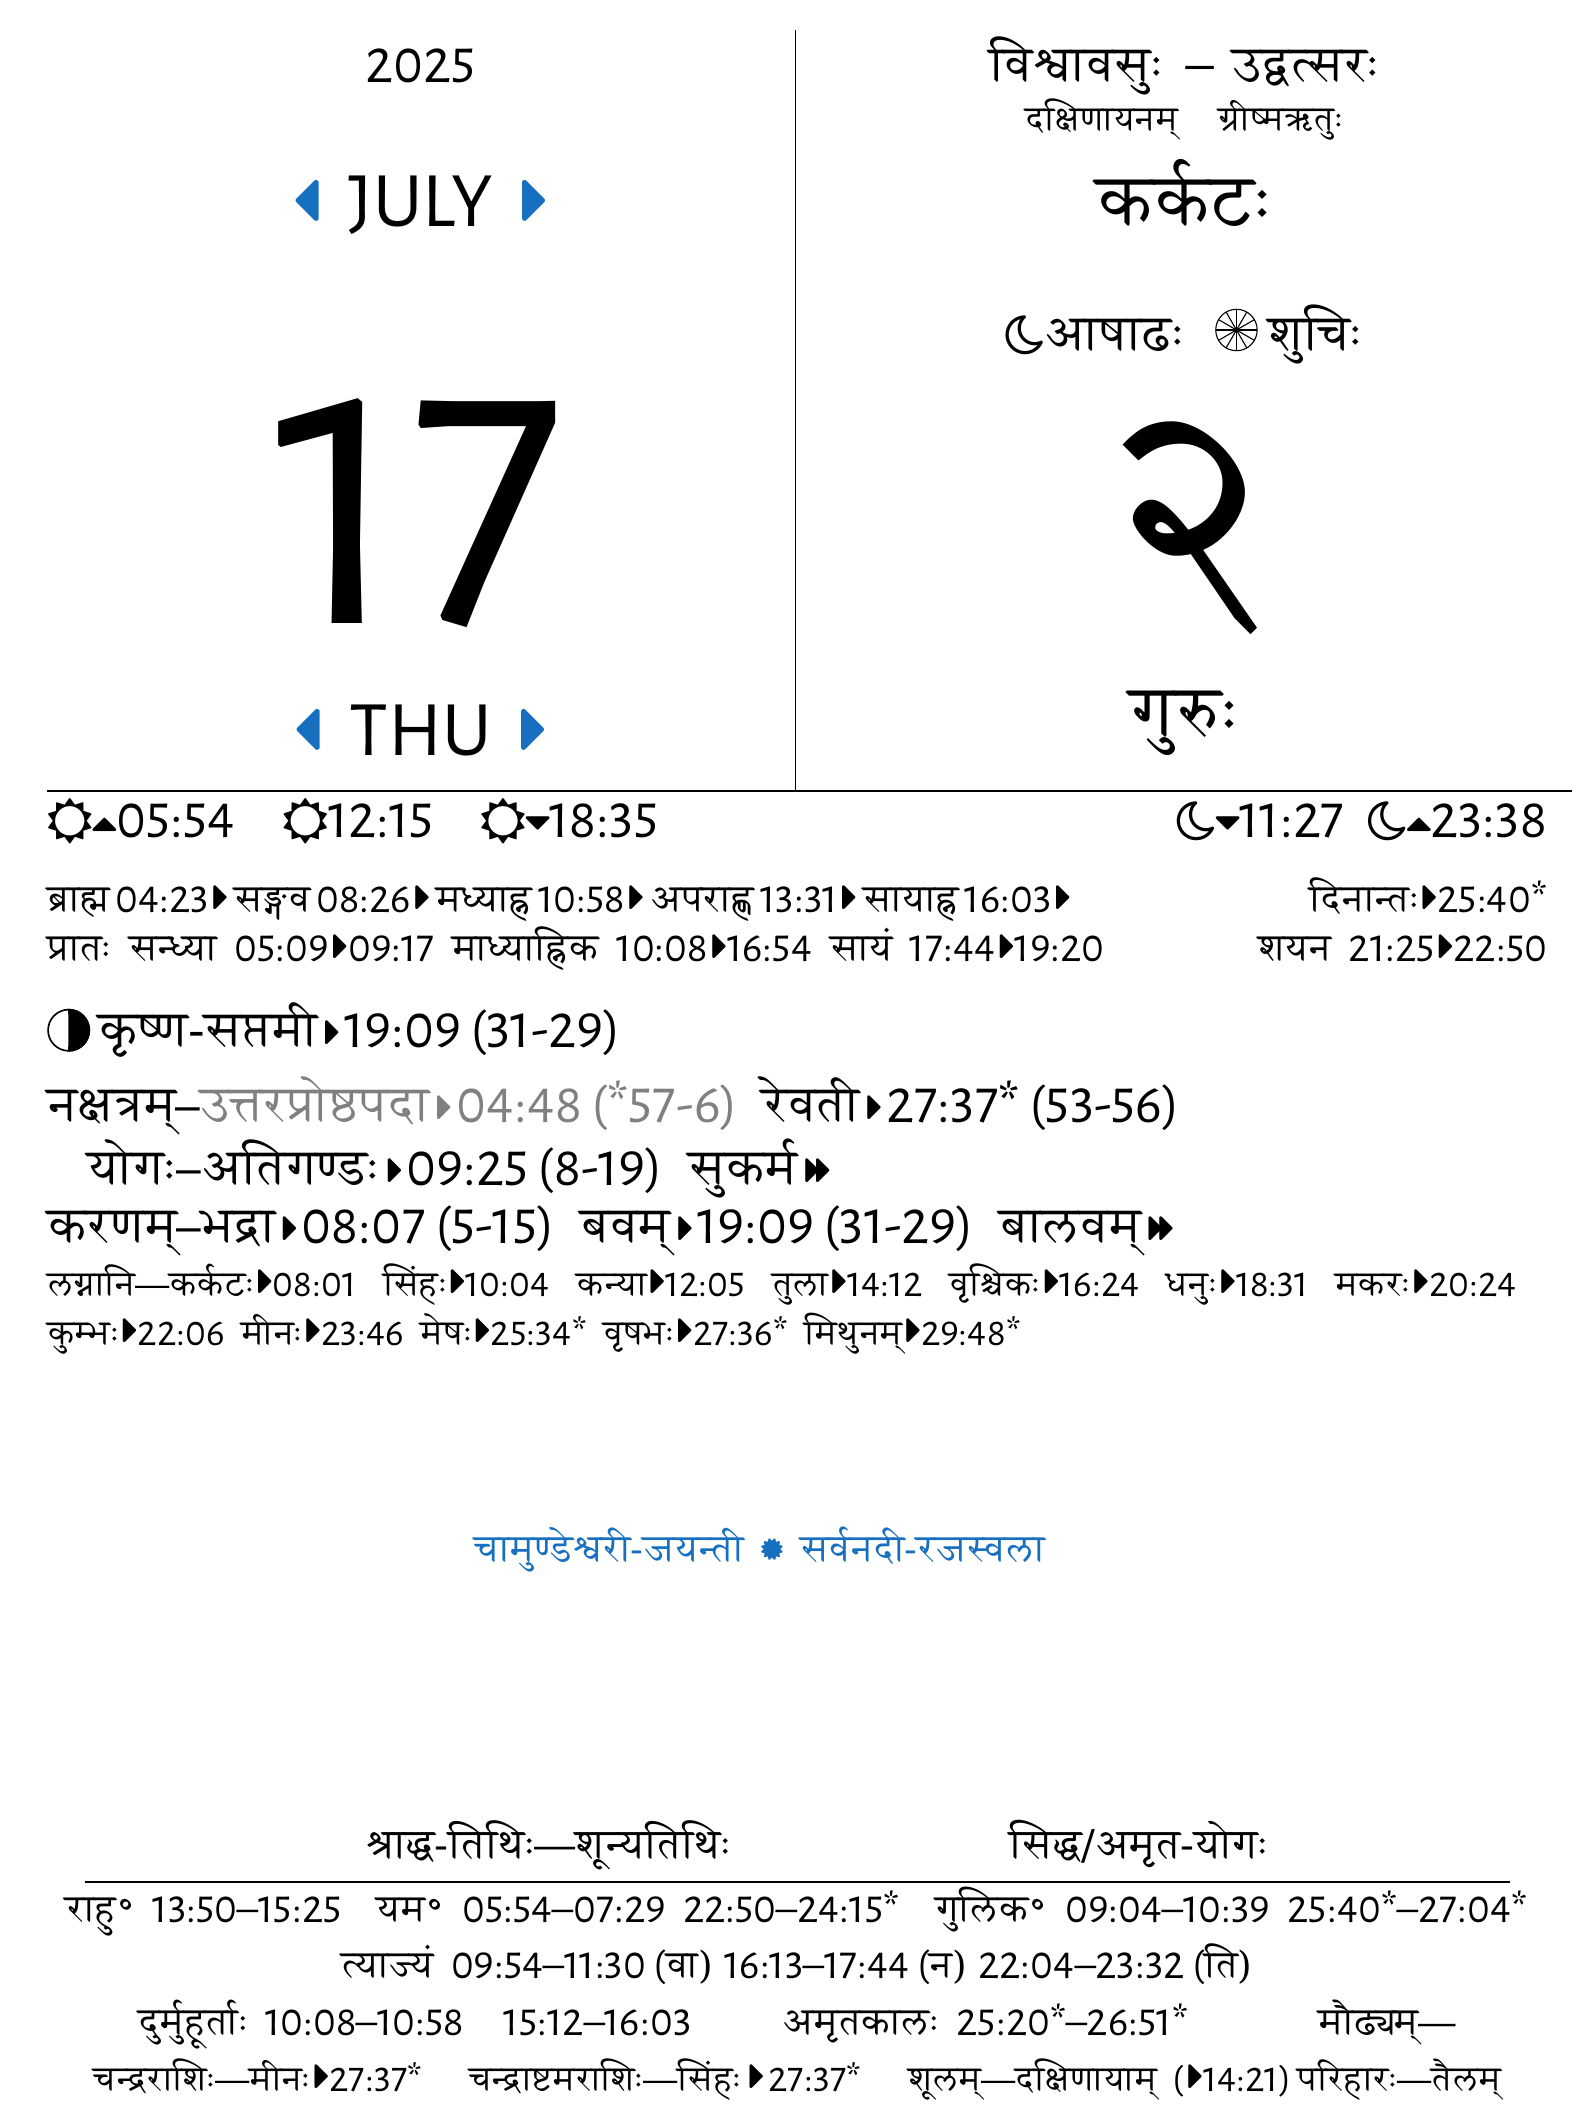 2025
JULY
17
THU
विश्वावसुः – उद्वत्सरः
दक्षिणायनम् ग्रीष्मऋतुः
कर्कटः
आषाढः शुचिः
२
गुरुः
05:54 12:15 18:35 11:27 23:38
ब्राह्म 04:23 सङ्गव 08:26 मध्याह्न 10:58 अपराह्ण 13:31 सायाह्न 16:03 दिनान्तः 25:40*
प्रातः सन्ध्या 05:09 09:17 माध्याह्निक 10:08 16:54 सायं 17:44 19:20 शयन 21:25 22:50
कृष्ण-सप्तमी 19:09 (31-29)
नक्षत्रम्–उत्तरप्रोष्ठपदा 04:48 (*57-6) रेवती 27:37* (53-56)
योगः–अतिगण्डः 09:25 (8-19) सुकर्म
करणम्–भद्रा 08:07 (5-15) बवम् 19:09 (31-29) बालवम्
लग्नानि—कर्कटः 08:01 सिंहः 10:04 कन्या 12:05 तुला 14:12 वृश्चिकः 16:24 धनुः 18:31 मकरः 20:24
कुम्भः 22:06 मीनः 23:46 मेषः 25:34* वृषभः 27:36* मिथुनम् 29:48*
चामुण्डेश्वरी-जयन्ती ✹ सर्वनदी-रजस्वला
श्राद्ध-तिथिः—शून्यतिथिः सिद्ध/अमृत-योगः
राहु॰ 13:50–15:25 यम॰ 05:54–07:29 22:50–24:15* गुलिक॰ 09:04–10:39 25:40*–27:04*
त्याज्यं 09:54–11:30 (वा) 16:13–17:44 (न) 22:04–23:32 (ति)
दुर्मुहूर्ताः 10:08–10:58 15:12–16:03 अमृतकालः 25:20*–26:51* मौढ्यम्—
चन्द्रराशिः—मीनः 27:37* चन्द्राष्टमराशिः—सिंहः 27:37* शूलम्—दक्षिणायाम् (14:21) परिहारः—तैलम्